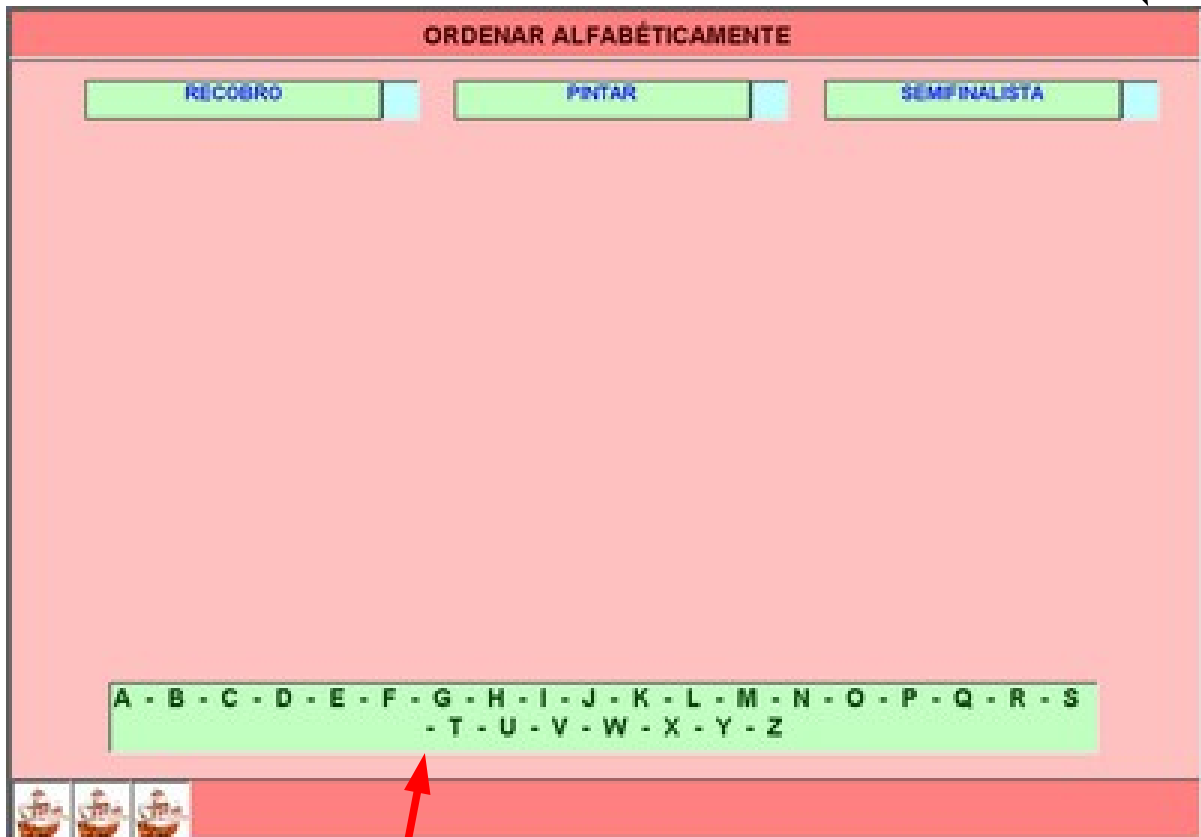 ORDENAR ALFABÉTICAMENTE
RECOBRO PINTAR SEMIFINALISTA
A - B - C - D - E - F - G - H - I - J - K - L - M - N - O - P - Q - R - S
- T - U - V - W - X - Y - Z